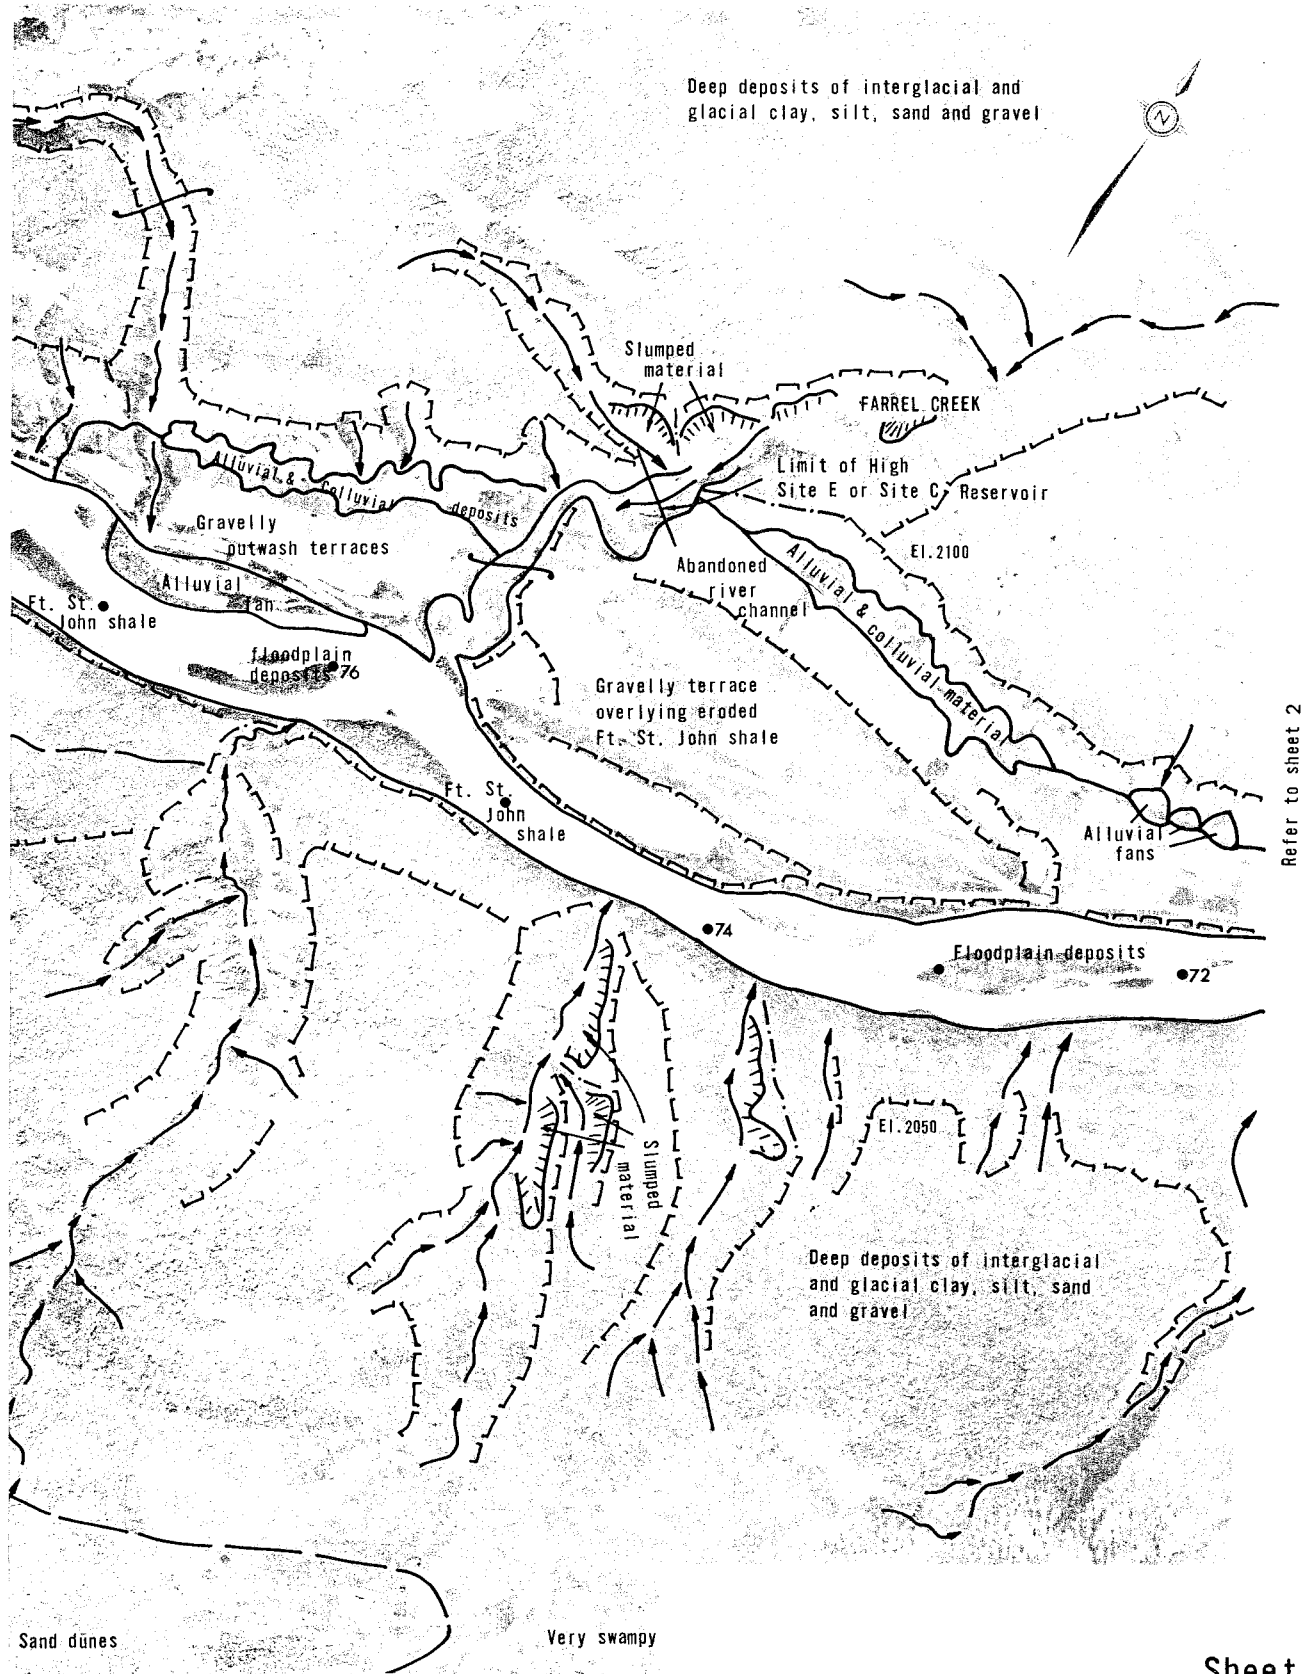 Deep deposits of interglacial and
glacial clay, silt, sand and gravel
N
Slumped
material
FARREL CREEK
Limit of High
Site E or Site C Reservoir
Alluvial & Colluvial deposits
Gravelly
outwash terraces
El.2100
Abandoned
river
channel
Alluvial & colluvial material
Alluvial
fan
Ft. St.
John shale
floodplain
deposits 76
Gravelly terrace
overlying eroded
Ft. St. John shale
Refer to sheet 2
Ft. St.
John
shale
Alluvial
fans
74
Floodplain deposits
72
El.2050
Slumped
material
Deep deposits of interglacial
and glacial clay, silt, sand
and gravel
Sand dunes
Very swampy
Sheet